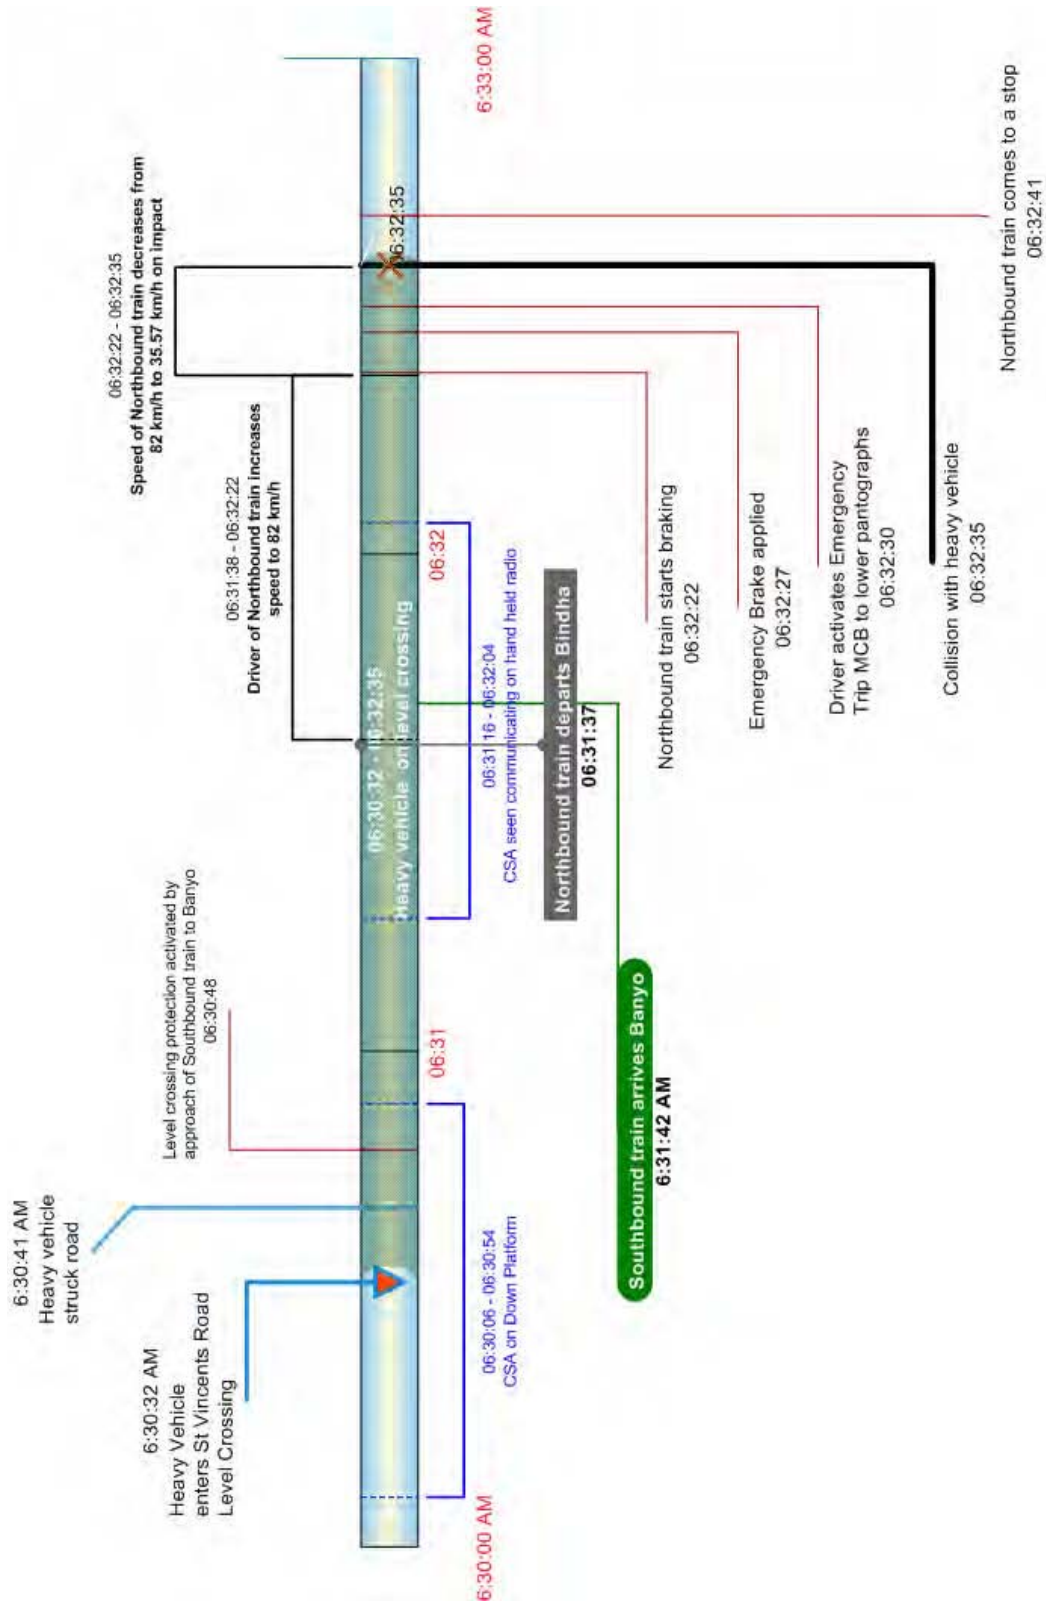 6:30:41 AM
Heavy vehicle
struck road
6:30:32 AM
Heavy Vehicle
enters St Vincents Road
Level Crossing
Level crossing protection activated by
approach of Southbound train to Banyo
06:30:48
06:31:38 - 06:32:22
Driver of Northbound train increases
speed to 82 km/h
06:32:22 - 06:32:35
Speed of Northbound train decreases from
82 km/h to 35.57 km/h on impact
06:30:32 - 06:32:35
Heavy vehicle on level crossing
06:32:35
6:30:00 AM
06:31
06:32
6:33:00 AM
06:30:06 - 06:30:54
CSA on Down Platform
06:31:16 - 06:32:04
CSA seen communicating on hand held radio
Northbound train departs Bindha
06:31:37
Southbound train arrives Banyo
6:31:42 AM
Northbound train starts braking
06:32:22
Emergency Brake applied
06:32:27
Driver activates Emergency
Trip MCB to lower pantographs
06:32:30
Collision with heavy vehicle
06:32:35
Northbound train comes to a stop
06:32:41